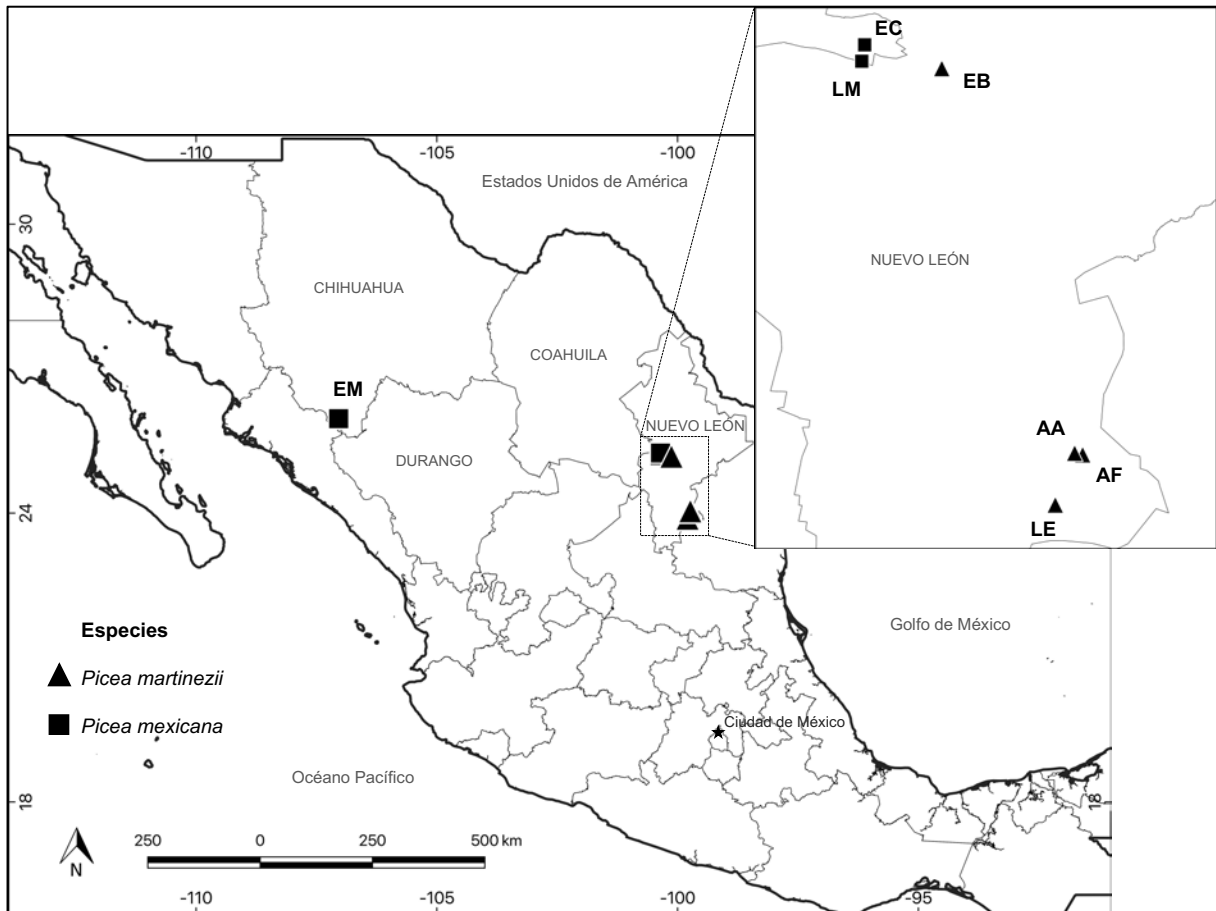 EC
LM
EB
NUEVO LEÓN
AA
AF
LE
-110
-105
-100
Estados Unidos de América
30
CHIHUAHUA
COAHUILA
EM
NUEVO LEÓN
DURANGO
24
Especies
Picea martinezii
Picea mexicana
Golfo de México
Ciudad de México
Océano Pacífico
18
18
250 0 250 500 km
N
-110
-105
-100
-95